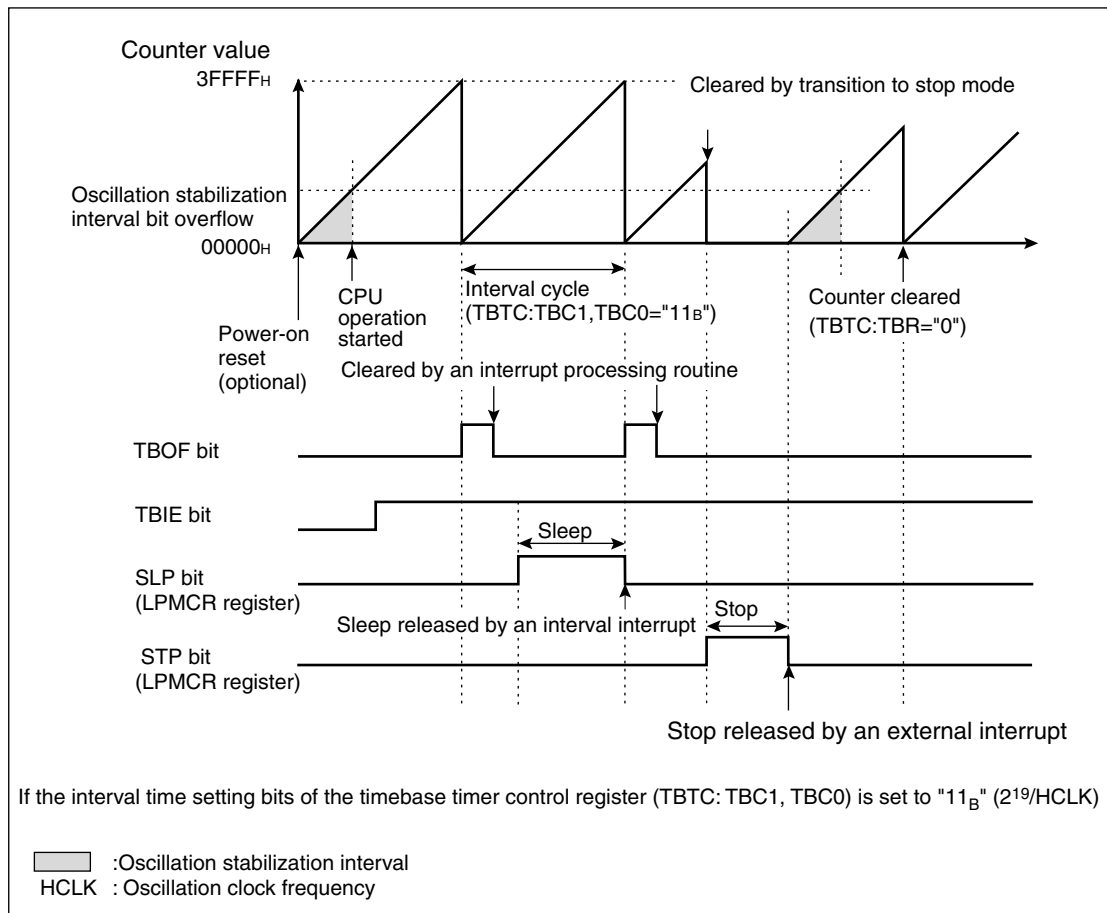 Counter value
3FFFFH
Cleared by transition to stop mode
Oscillation stabilization
interval bit overflow
00000H
Power-on
reset
(optional)
CPU
operation
started
Interval cycle
(TBTC:TBC1,TBC0="11B")
Counter cleared
(TBTC:TBR="0")
Cleared by an interrupt processing routine
TBOF bit
TBIE bit
Sleep
SLP bit
(LPMCR register)
Sleep released by an interval interrupt
Stop
STP bit
(LPMCR register)
Stop released by an external interrupt
If the interval time setting bits of the timebase timer control register (TBTC: TBC1, TBC0) is set to "11B" (2^19/HCLK)
:Oscillation stabilization interval
HCLK : Oscillation clock frequency